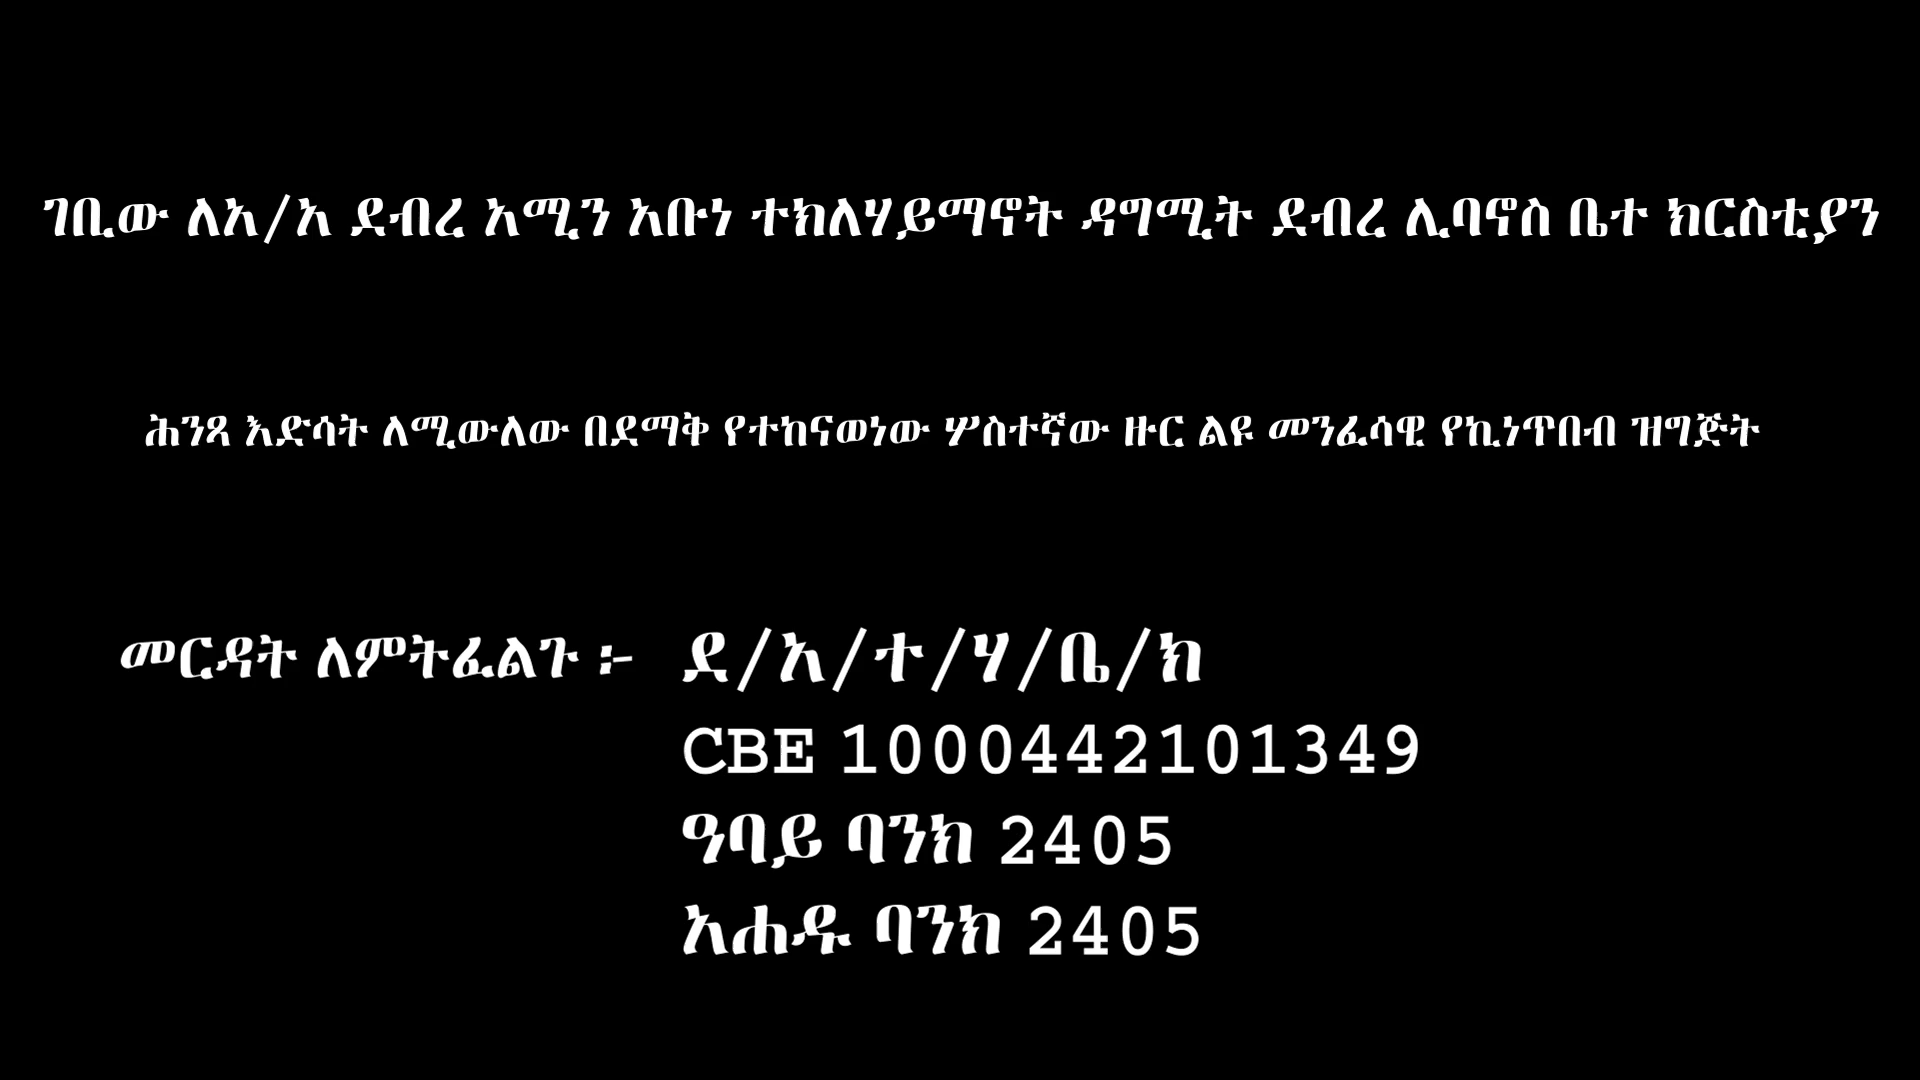 ገቢው ለአ/አ ደብረ አሚን አቡነ ተክለሃይማኖት ዳግሚት ደብረ ሊባኖስ ቤተ ክርስቲያን
ሕንጻ እድሳት ለሚውለው በደማቅ የተከናወነው ሦስተኛው ዙር ልዩ መንፈሳዊ የኪነጥበብ ዝግጅት
መርዳት ለምትፈልጉ ፦ ደ/አ/ተ/ሃ/ቤ/ክ
CBE 1000442101349
ዓባይ ባንክ 2405
አሐዱ ባንክ 2405